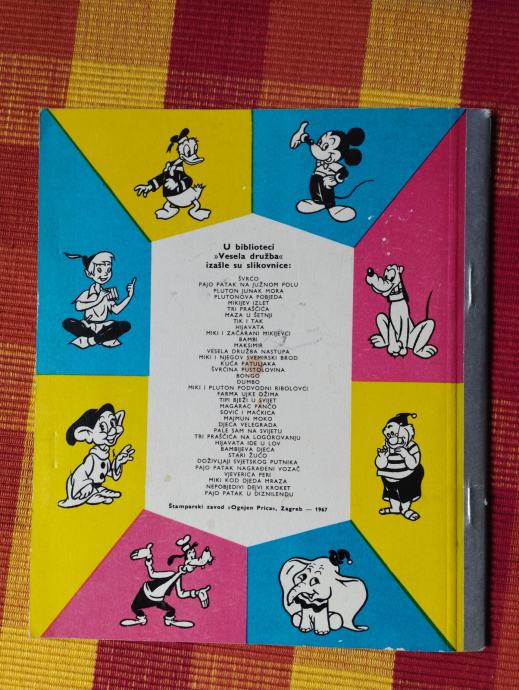 U biblioteci
»Vesela družba«
izašle su slikovnice:
ŠVRĆO
PAJO PATAK NA JUŽNOM POLU
PLUTON JUNAK MORA
PLUTONOVA POBJEDA
MIKIJEV IZLET
TRI PRAŠČIĆA
MAZA U ŠETNJI
TIK I TAK
HIJAVATA
MIKI I ZAČARANI MIKIJEVCI
BAMBI
MAKSIMIR
VESELA DRUŽBA NASTUPA
MIKI I NJEGOV SVEMIRSKI BROD
KUĆA PATULJAKA
ŠVRĆINA PUSTOLOVINA
BONGO
DUMBO
MIKI I PLUTON PODVODNI RIBOLOVCI
FARMA UJKE DŽIMA
TIPI BJEŽI U SVIJET
MAGARAC PANČO
SOVIĆ I MAČKICA
MAJMUN MOKO
DJECA VELEGRADA
PALE SAM NA SVIJETU
TRI PRAŠČIĆA NA LOGOROVANJU
HIJAVATA IDE U LOV
BAMBIJEVA DJECA
STARI ŽUĆO
DOŽIVLJAJI SVJETSKOG PUTNIKA
PAJO PATAK NAGRAĐENI VOZAČ
VJEVERICA PERI
MIKI KOD DJEDA MRAZA
NEPOBJEDIVI DEJVI KROKET
PAJO PATAK U DIZNILENDU
Štamparski zavod »Ognjen Prica«, Zagreb — 1967